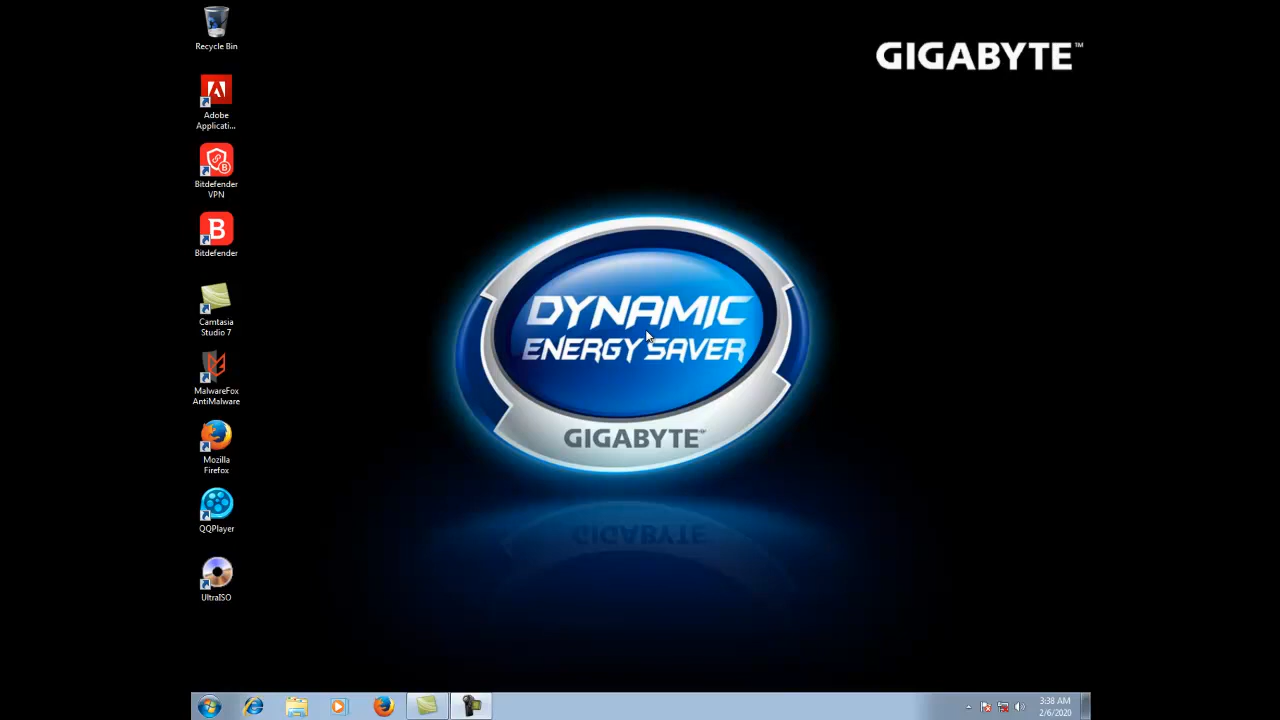 Recycle Bin
GIGABYTE™
Adobe
Applicati...
Bitdefender
VPN
Bitdefender
Camtasia
Studio 7
MalwareFox
AntiMalware
Mozilla
Firefox
QQPlayer
UltraISO
DYNAMIC
ENERGY SAVER
GIGABYTE
3:38 AM
2/6/2020